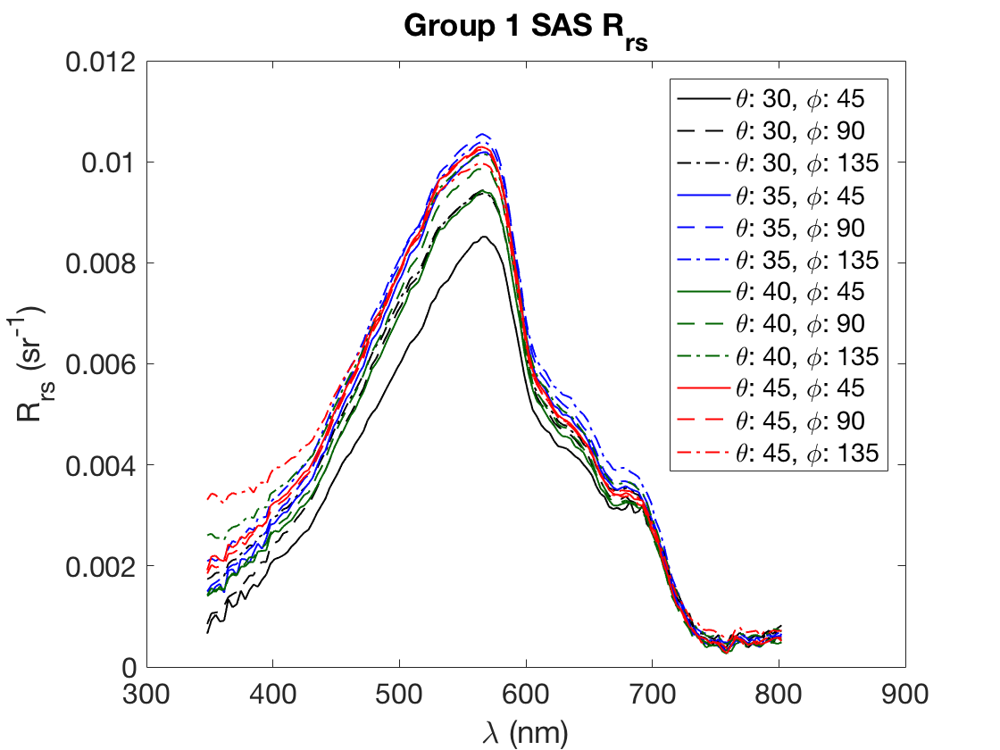 Group 1 SAS R_rs
0.012
0.01
0.008
0.006
0.004
0.002
0
R_rs (sr^-1)
300 400 500 600 700 800 900
λ (nm)
θ: 30, ϕ: 45
θ: 30, ϕ: 90
θ: 30, ϕ: 135
θ: 35, ϕ: 45
θ: 35, ϕ: 90
θ: 35, ϕ: 135
θ: 40, ϕ: 45
θ: 40, ϕ: 90
θ: 40, ϕ: 135
θ: 45, ϕ: 45
θ: 45, ϕ: 90
θ: 45, ϕ: 135